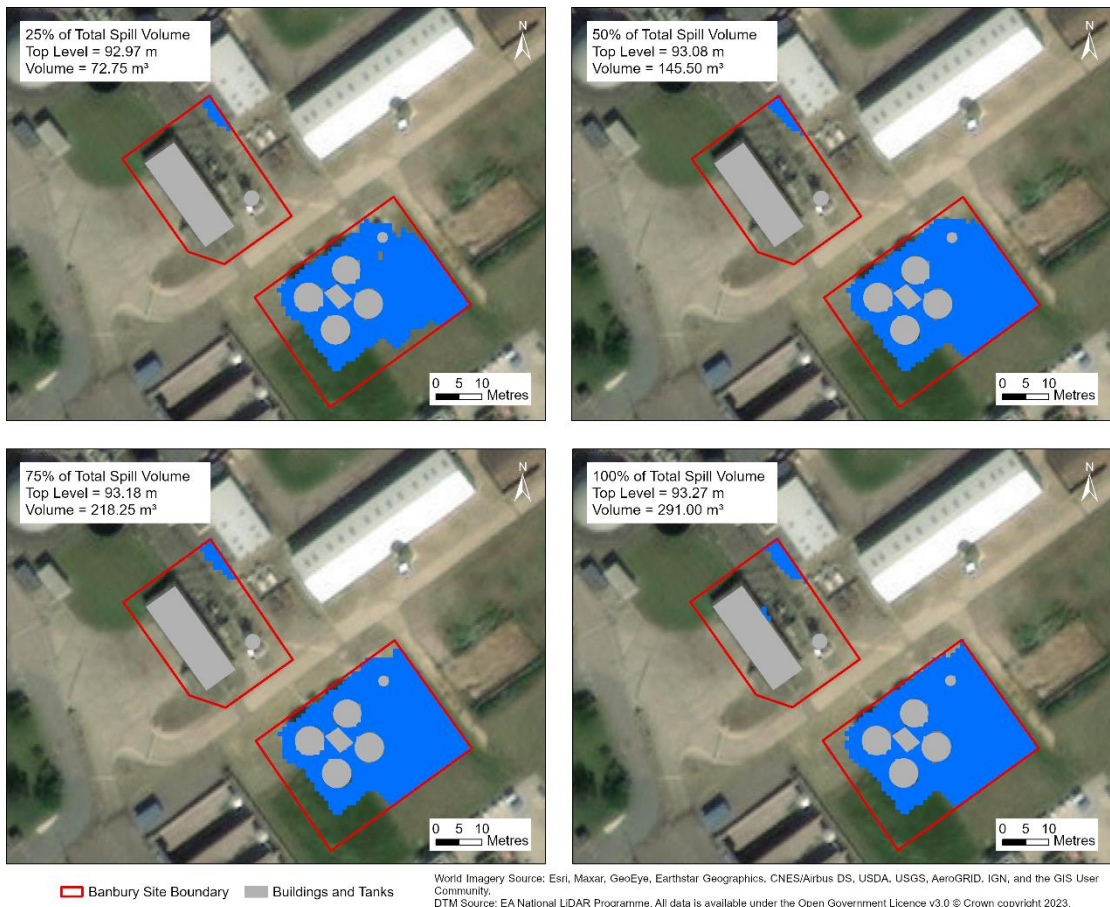 25% of Total Spill Volume
Top Level = 92.97 m
Volume = 72.75 m³
N
0 5 10
Metres
50% of Total Spill Volume
Top Level = 93.08 m
Volume = 145.50 m³
N
0 5 10
Metres
75% of Total Spill Volume
Top Level = 93.18 m
Volume = 218.25 m³
N
0 5 10
Metres
100% of Total Spill Volume
Top Level = 93.27 m
Volume = 291.00 m³
N
0 5 10
Metres
Banbury Site Boundary
Buildings and Tanks
World Imagery Source: Esri, Maxar, GeoEye, Earthstar Geographics, CNES/Airbus DS, USDA, USGS, AeroGRID, IGN, and the GIS User
Community.
DTM Source: EA National LiDAR Programme. All data is available under the Open Government Licence v3.0 © Crown copyright 2023.